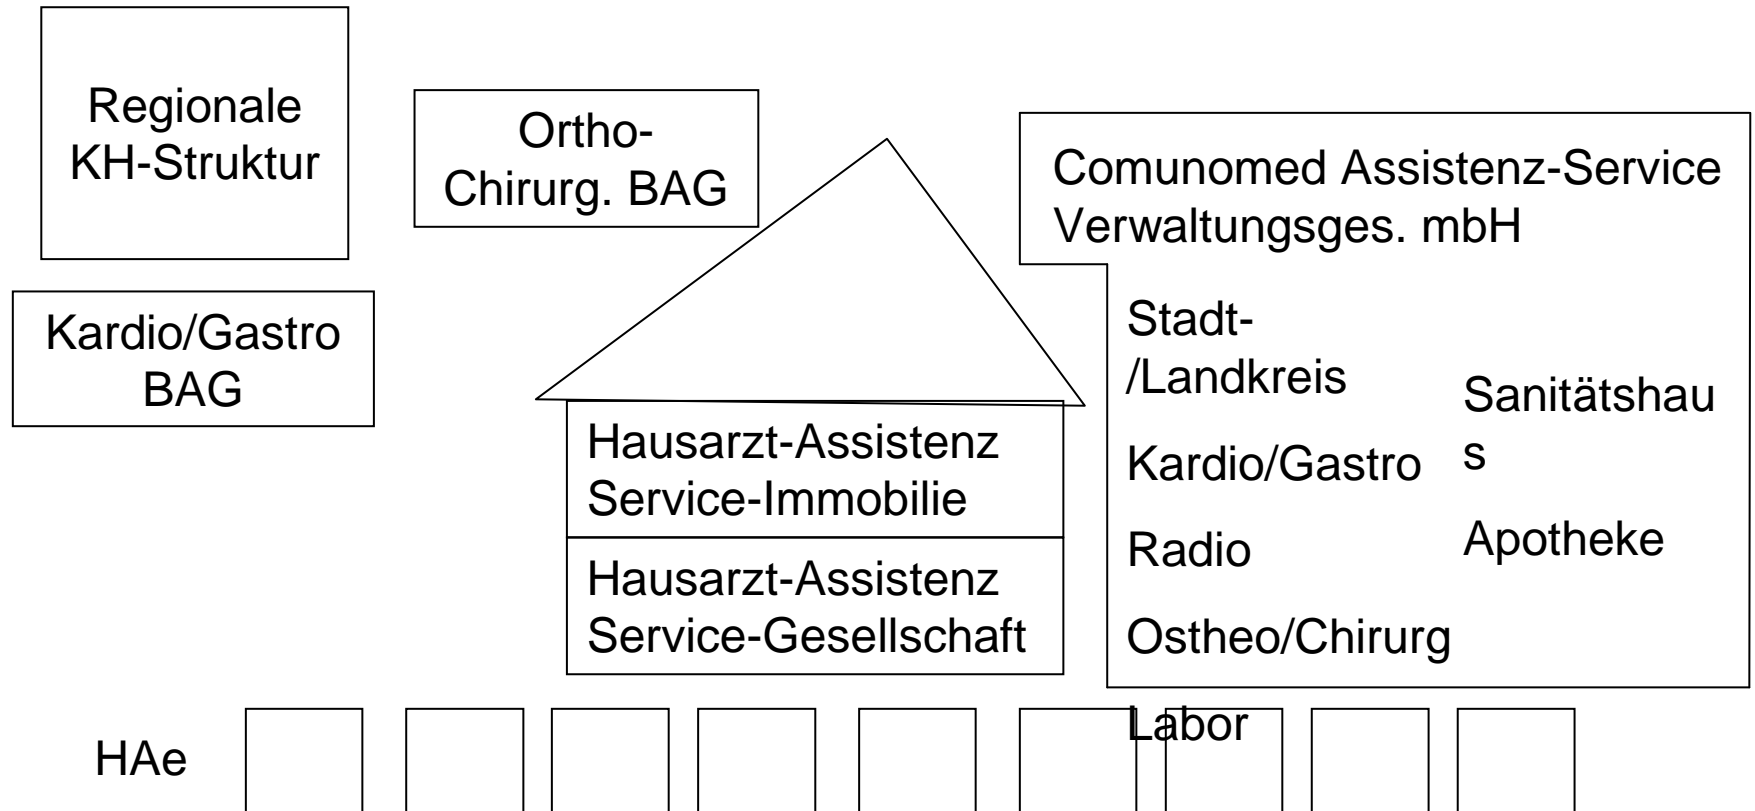 Regionale
KH-Struktur
Ortho-
Chirurg. BAG
Kardio/Gastro
BAG
Hausarzt-Assistenz
Service-Immobilie
Hausarzt-Assistenz
Service-Gesellschaft
Comunomed Assistenz-Service
Verwaltungsges. mbH
Stadt-
/Landkreis
Kardio/Gastro
Radio
Ostheo/Chirurg
Labor
Sanitätshau
s
Apotheke
HAe